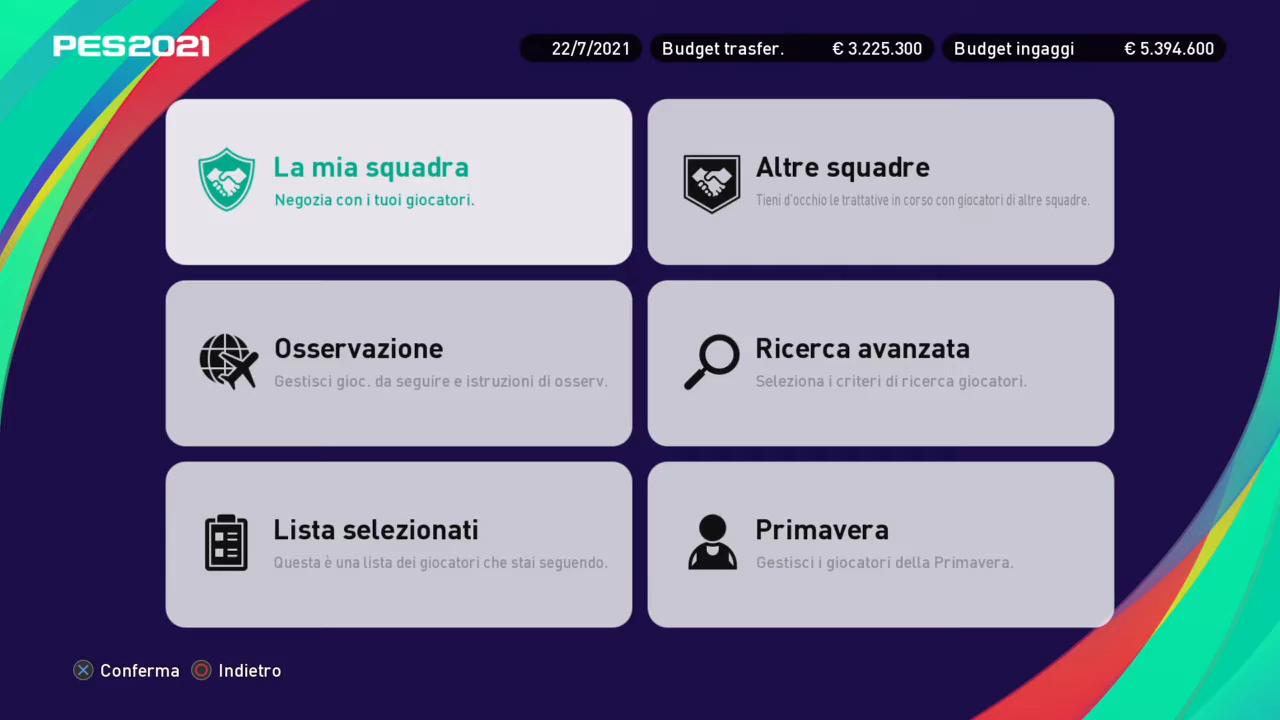 PES2021
22/7/2021 Budget trasfer. € 3.225.300 Budget ingaggi € 5.394.600
La mia squadra
Negozia con i tuoi giocatori.
Altre squadre
Tieni d'occhio le trattative in corso con giocatori di altre squadre.
Osservazione
Gestisci gioc. da seguire e istruzioni di osserv.
Ricerca avanzata
Seleziona i criteri di ricerca giocatori.
Lista selezionati
Questa è una lista dei giocatori che stai seguendo.
Primavera
Gestisci i giocatori della Primavera.
Conferma Indietro